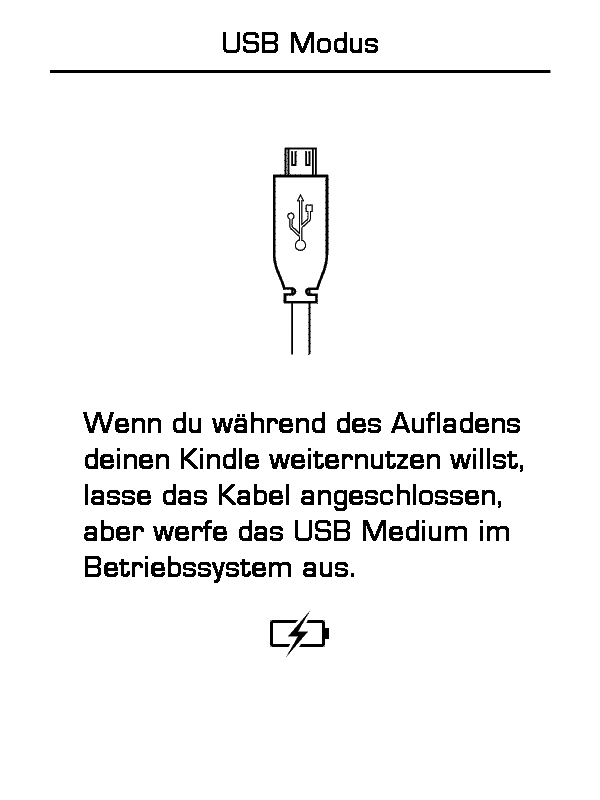 USB Modus
Wenn du während des Aufladens
deinen Kindle weiternutzen willst,
lasse das Kabel angeschlossen,
aber werfe das USB Medium im
Betriebssystem aus.